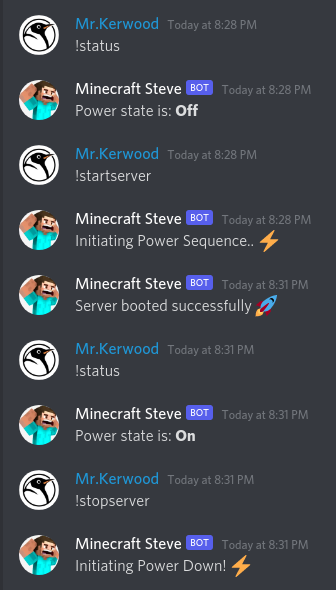 Mr.Kerwood Today at 8:28 PM
!status
Minecraft Steve BOT Today at 8:28 PM
Power state is: Off
Mr.Kerwood Today at 8:28 PM
!startserver
Minecraft Steve BOT Today at 8:28 PM
Initiating Power Sequence.. ⚡
Minecraft Steve BOT Today at 8:31 PM
Server booted successfully 🚀
Mr.Kerwood Today at 8:31 PM
!status
Minecraft Steve BOT Today at 8:31 PM
Power state is: On
Mr.Kerwood Today at 8:31 PM
!stopserver
Minecraft Steve BOT Today at 8:31 PM
Initiating Power Down! ⚡